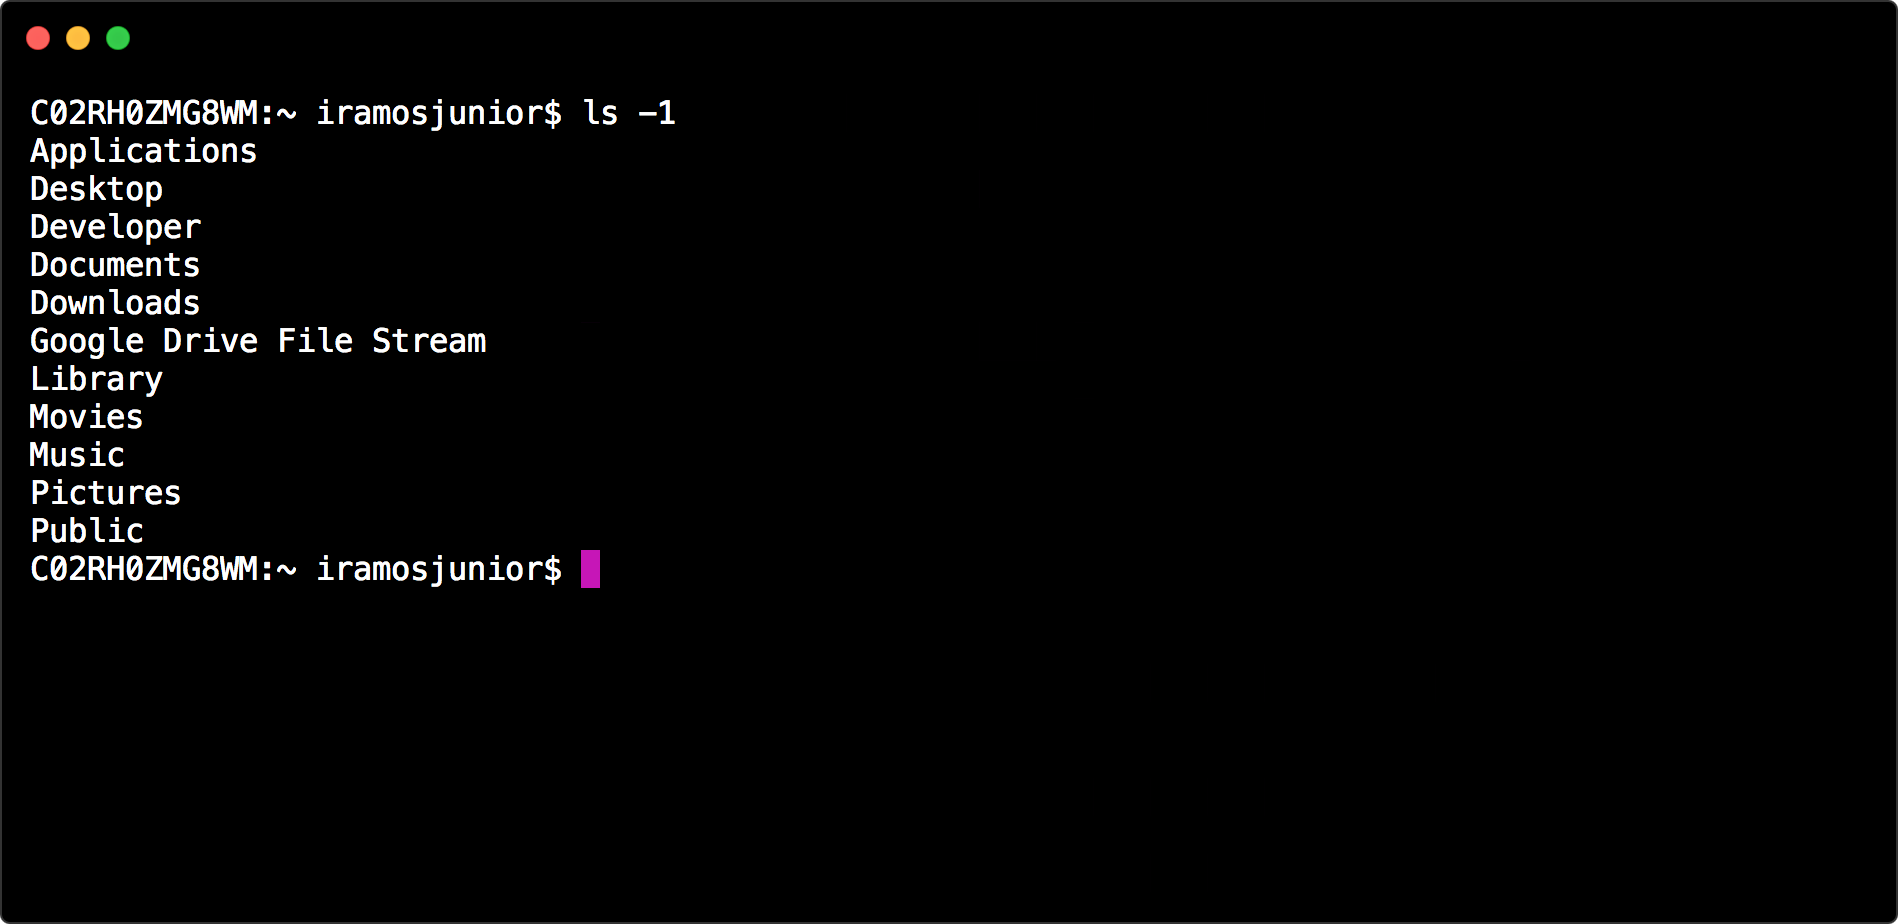 C02RH0ZMG8WM:~ iramosjunior$ ls -1
Applications
Desktop
Developer
Documents
Downloads
Google Drive File Stream
Library
Movies
Music
Pictures
Public
C02RH0ZMG8WM:~ iramosjunior$